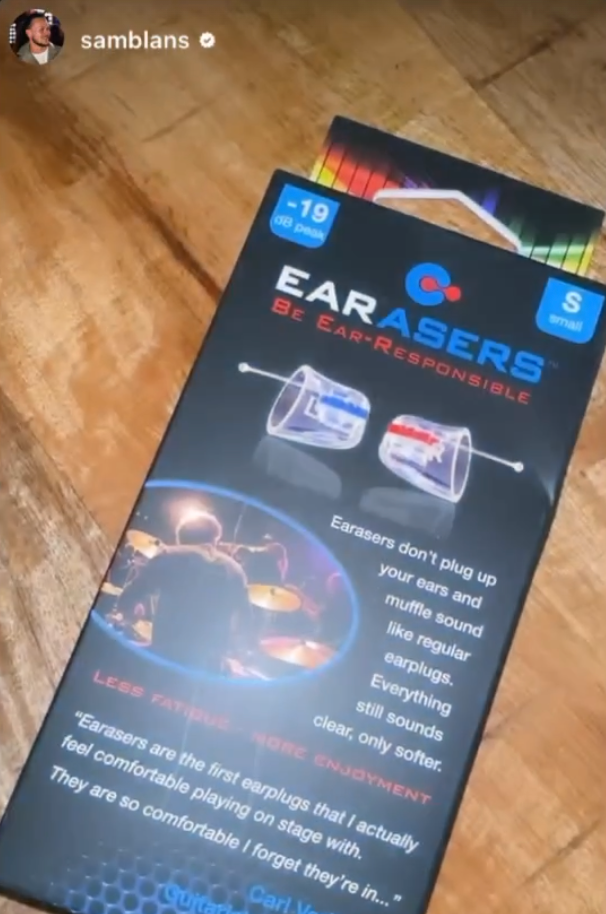 samblans
-19
dB peak
S
small
EARASERS™
BE EAR-RESPONSIBLE
L
R
Earasers don't plug up
your ears and
muffle sound
like regular
earplugs.
Everything
still sounds
clear, only softer.
LESS FATIGUE MORE ENJOYMENT
"Earasers are the first earplugs that I actually
feel comfortable playing on stage with.
They are so comfortable I forget they're in..."
Carl